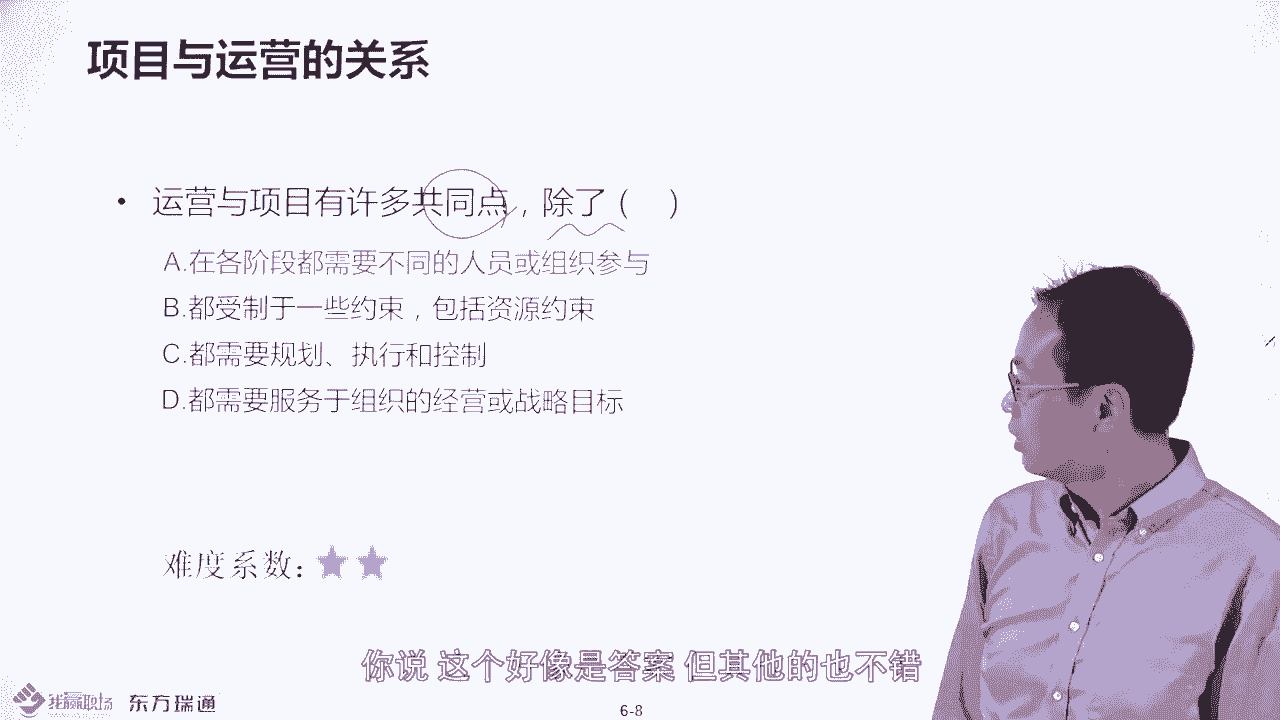 项目与运营的关系
• 运营与项目有许多共同点，除了（ ）
A.在各阶段都需要不同的人员或组织参与
B.都受制于一些约束，包括资源约束
C.都需要规划、执行和控制
D.都需要服务于组织的经营或战略目标
难度系数：
你说 这个好像是答案 但其他的也不错
赢职场 东方瑞通
6-8